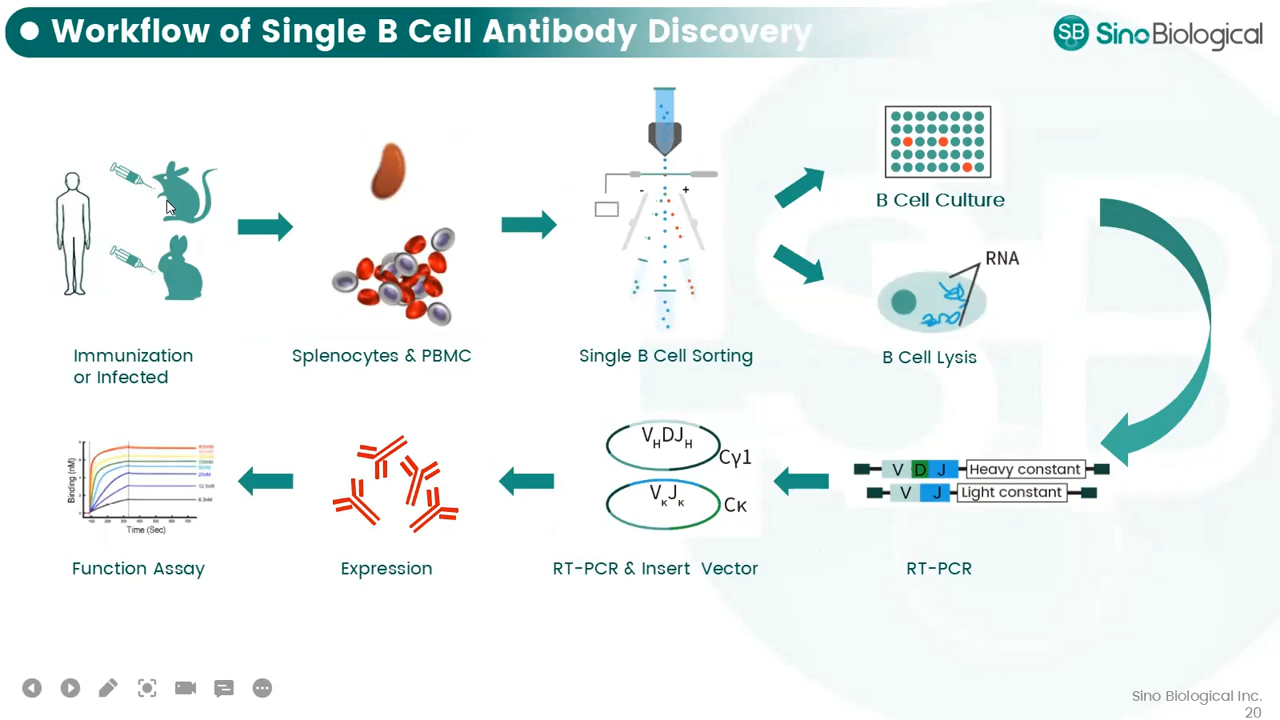 Workflow of Single B Cell Antibody Discovery
SB SinoBiological
B Cell Culture
RNA
- +
Immunization
or Infected
Splenocytes & PBMC
Single B Cell Sorting
B Cell Lysis
VHDJH
Cγ1
VκJκ
Cκ
V D J Heavy constant
V J Light constant
Binding (nM)
Time (Sec)
Function Assay
Expression
RT-PCR & Insert Vector
RT-PCR
Sino Biological Inc.
20